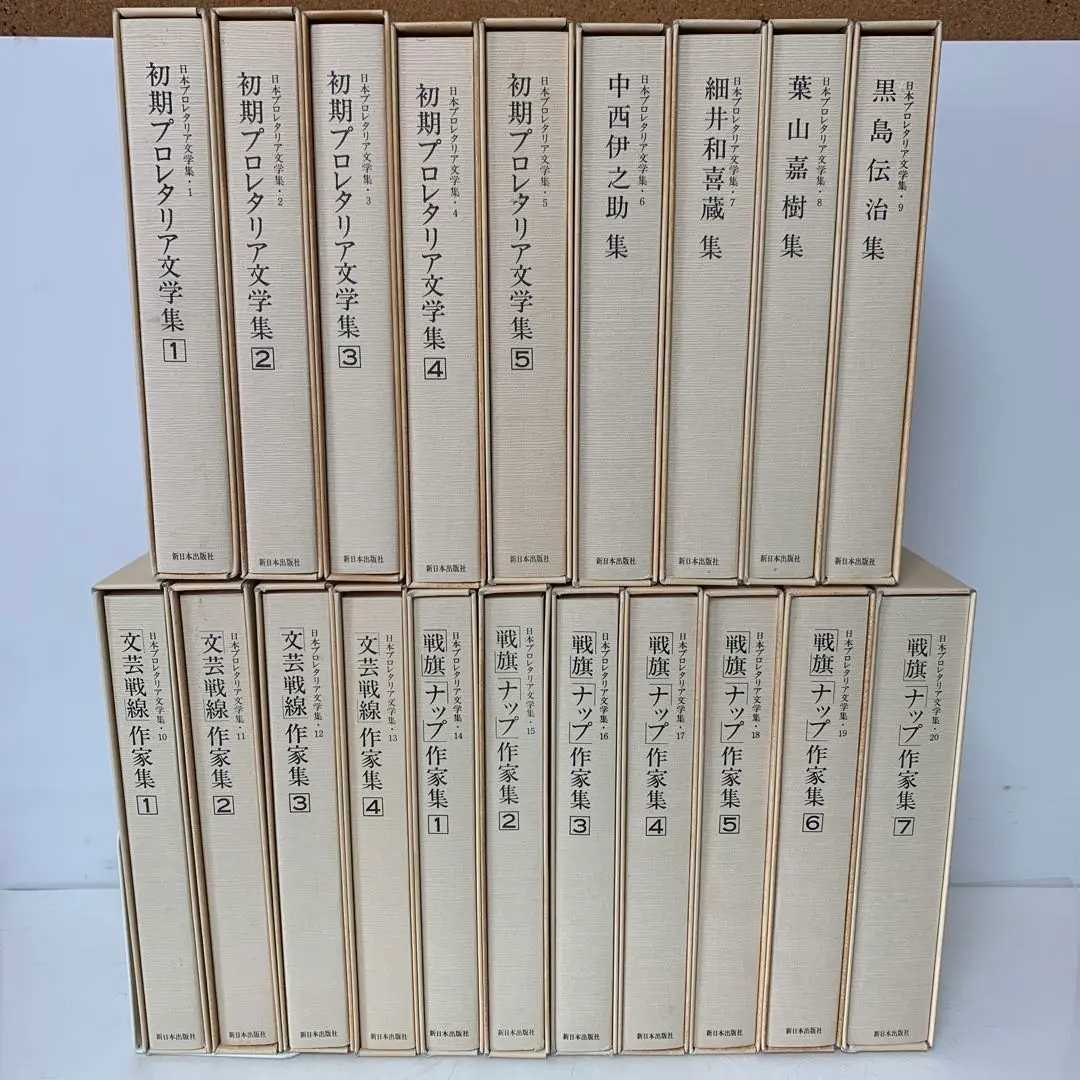 日本プロレタリア文学集・1
初期プロレタリア文学集 1
新日本出版社
日本プロレタリア文学集・2
初期プロレタリア文学集 2
新日本出版社
日本プロレタリア文学集・3
初期プロレタリア文学集 3
新日本出版社
日本プロレタリア文学集・4
初期プロレタリア文学集 4
新日本出版社
日本プロレタリア文学集・5
初期プロレタリア文学集 5
新日本出版社
日本プロレタリア文学集・6
中西伊之助集
新日本出版社
日本プロレタリア文学集・7
細井和喜蔵集
新日本出版社
日本プロレタリア文学集・8
葉山嘉樹集
新日本出版社
日本プロレタリア文学集・9
黒島伝治集
新日本出版社
日本プロレタリア文学集・10
「文芸戦線」作家集 1
新日本出版社
日本プロレタリア文学集・11
「文芸戦線」作家集 2
新日本出版社
日本プロレタリア文学集・12
「文芸戦線」作家集 3
新日本出版社
日本プロレタリア文学集・13
「文芸戦線」作家集 4
新日本出版社
日本プロレタリア文学集・14
「戦旗」「ナップ」作家集 1
新日本出版社
日本プロレタリア文学集・15
「戦旗」「ナップ」作家集 2
新日本出版社
日本プロレタリア文学集・16
「戦旗」「ナップ」作家集 3
新日本出版社
日本プロレタリア文学集・17
「戦旗」「ナップ」作家集 4
新日本出版社
日本プロレタリア文学集・18
「戦旗」「ナップ」作家集 5
新日本出版社
日本プロレタリア文学集・19
「戦旗」「ナップ」作家集 6
新日本出版社
日本プロレタリア文学集・20
「戦旗」「ナップ」作家集 7
新日本出版社